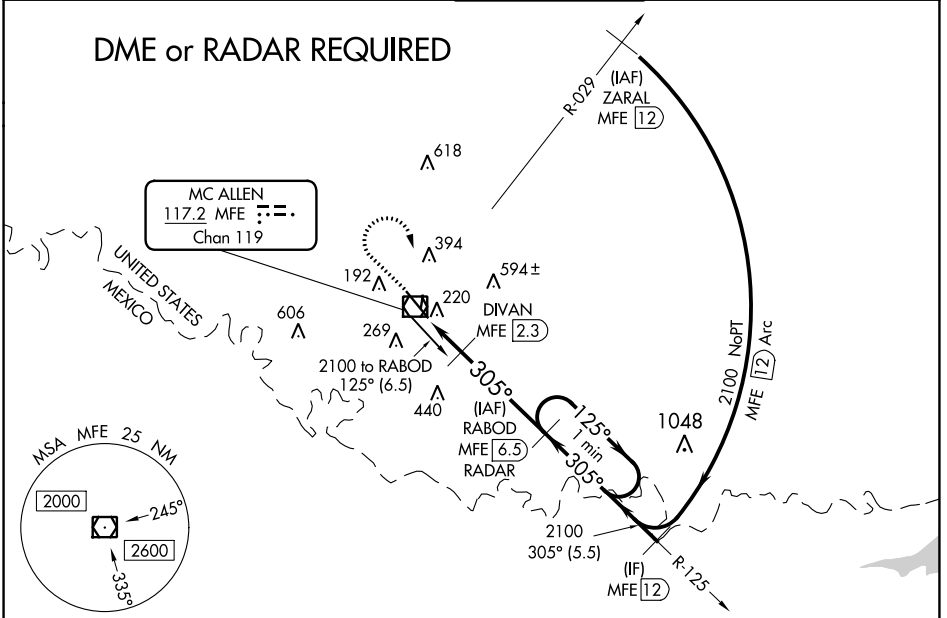 DME or RADAR REQUIRED
R-029
(IAF)
ZARAL
MFE 12
618
MC ALLEN
117.2 MFE
Chan 119
394
192
594±
UNITED STATES
MEXICO
220
DIVAN
MFE 2.3
606
269
2100 to RABOD
125° (6.5)
305°
440
2100 NoPT
MFE 12 Arc
(IAF)
RABOD
MFE 6.5
RADAR
125°
1 min
305°
1048
MSA MFE 25 NM
2000
245°
2600
335°
2100
305° (5.5)
(IF)
MFE 12
R-125